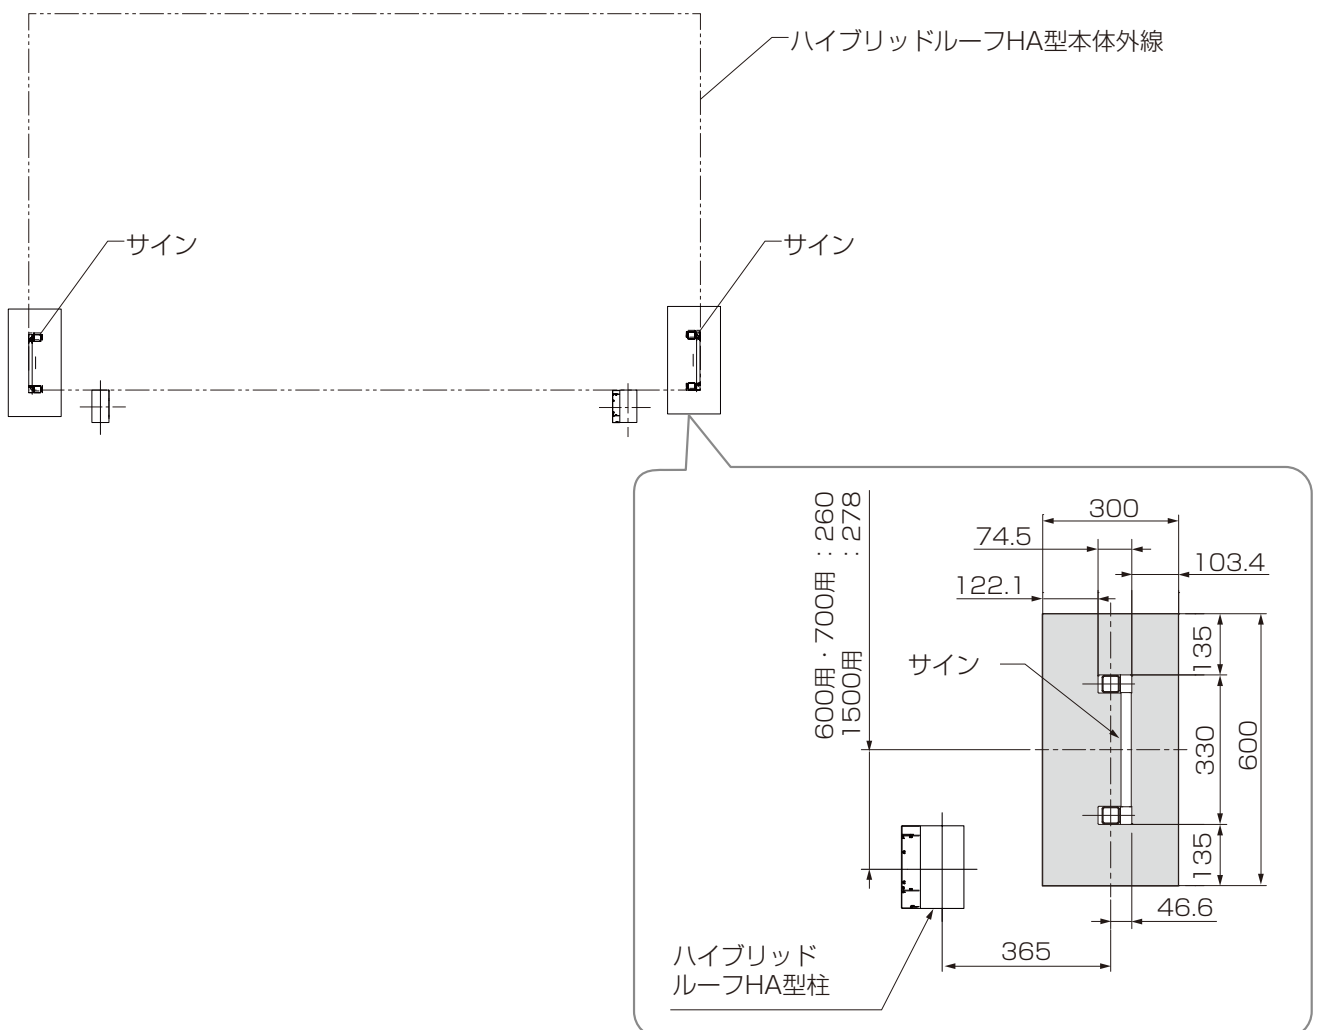 ハイブリッドルーフHA型本体外線
サイン
サイン
600用・700用：260
1500用　：278
300
74.5
103.4
122.1
135
サイン
330
600
135
46.6
365
ハイブリッド
ルーフHA型柱